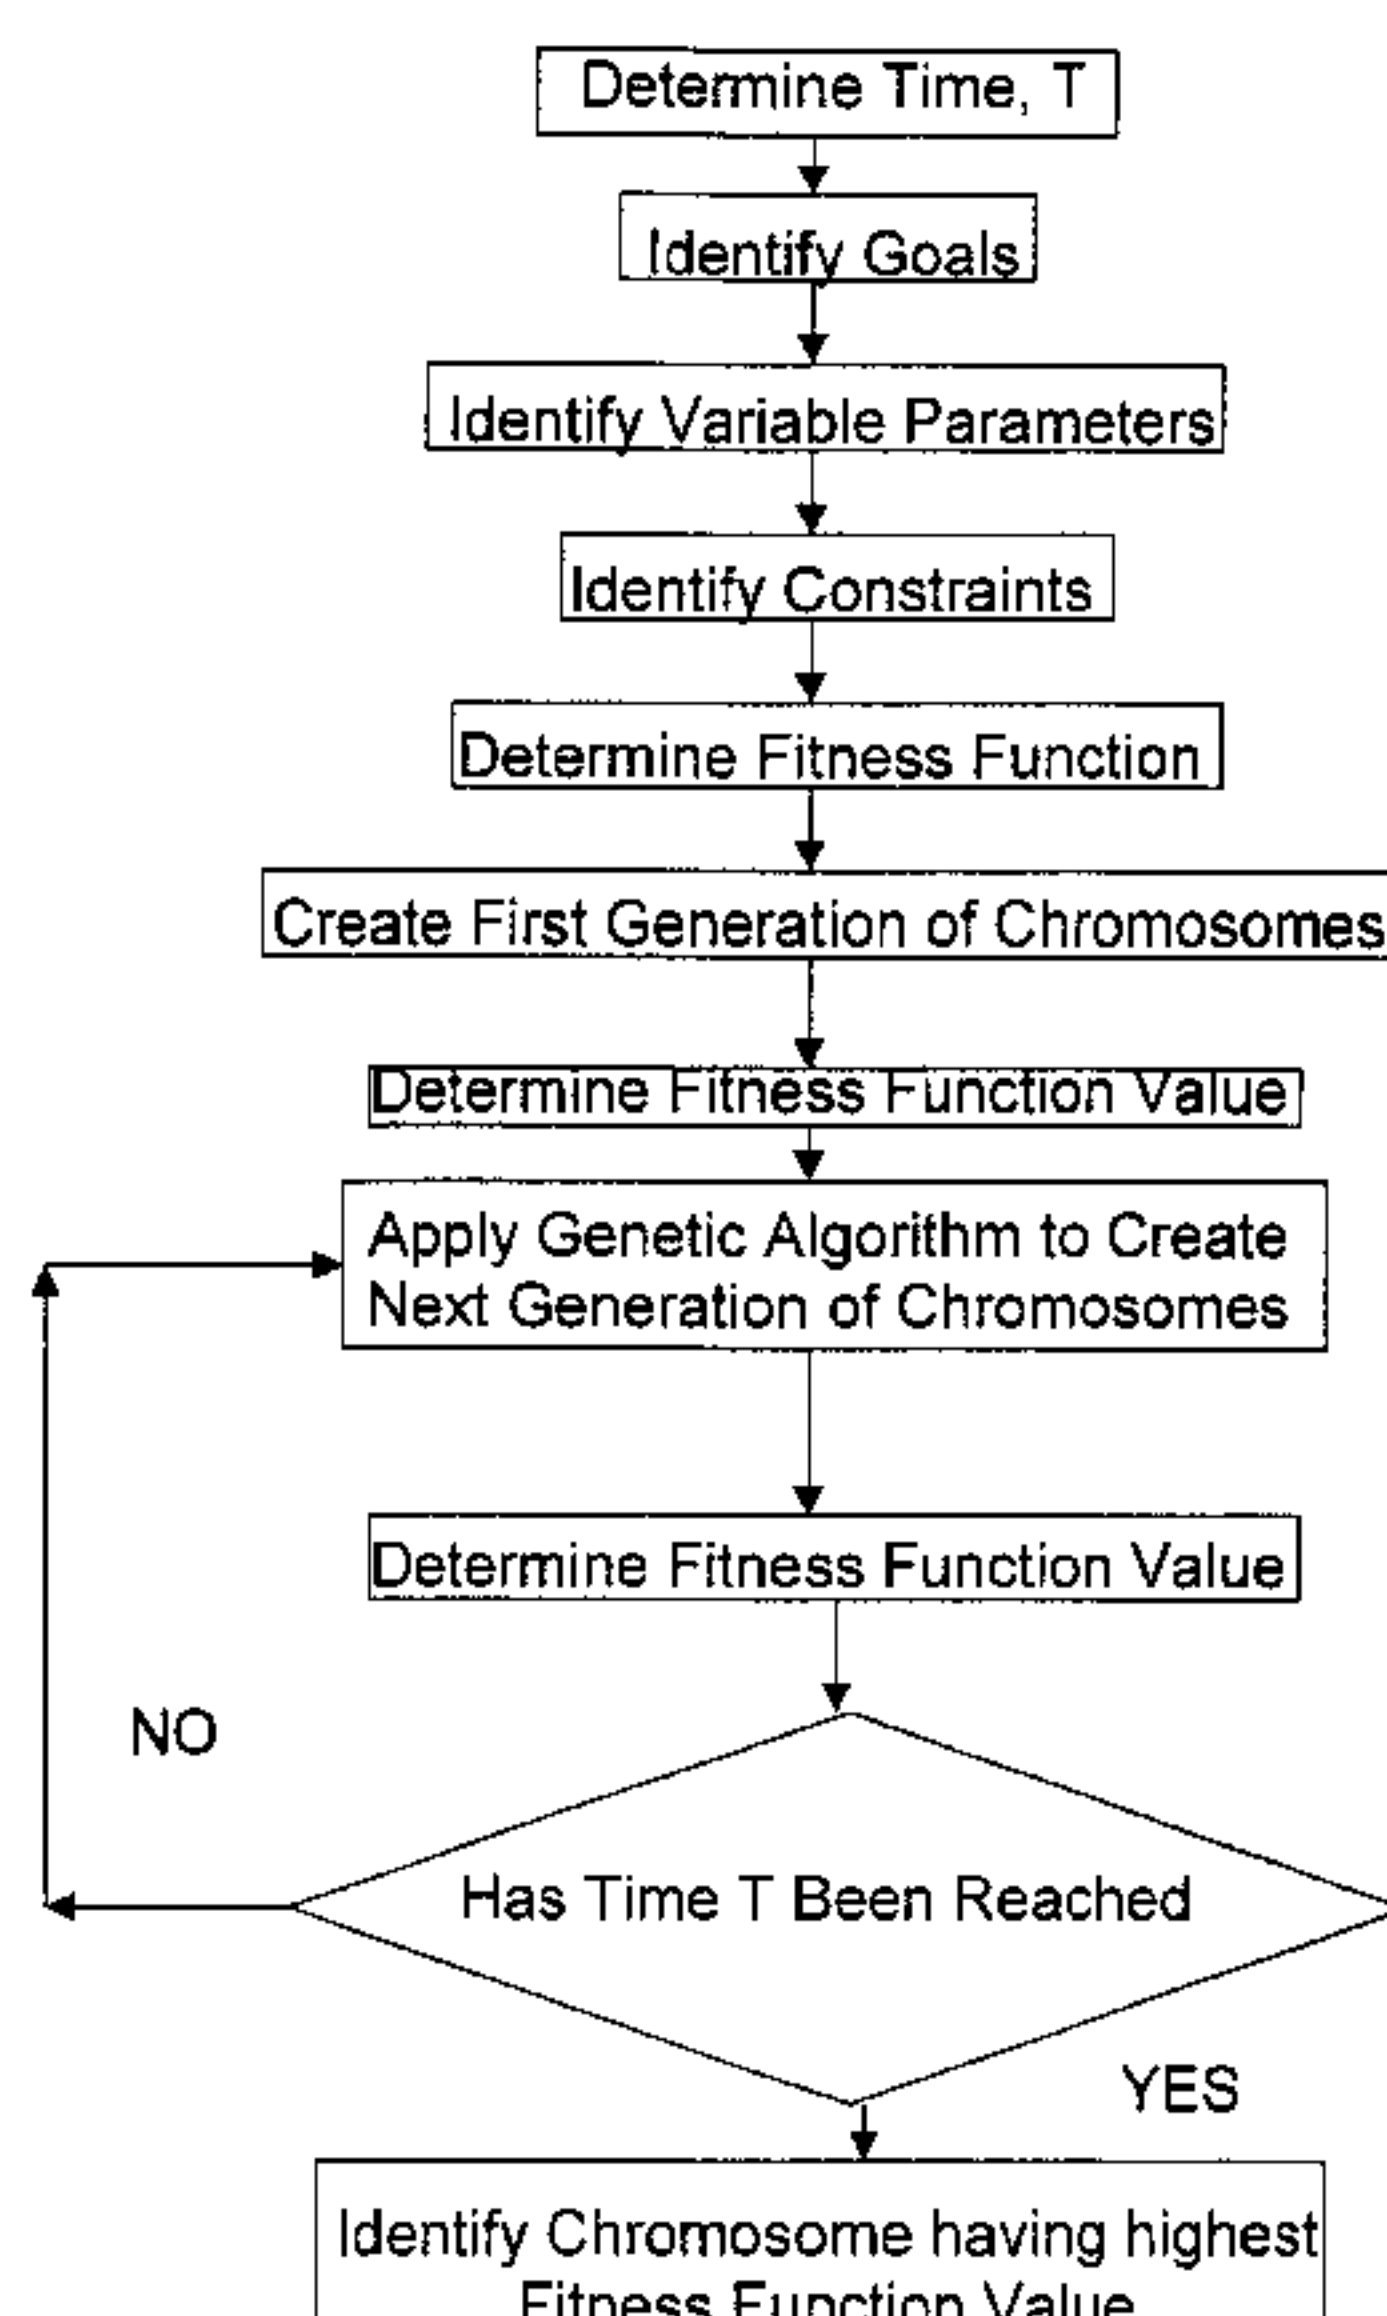 Determine Time, T
Identify Goals
Identify Variable Parameters
Identify Constraints
Determine Fitness Function
Create First Generation of Chromosomes
Determine Fitness Function Value
Apply Genetic Algorithm to Create
Next Generation of Chromosomes
Determine Fitness Function Value
NO
Has Time T Been Reached
YES
Identify Chromosome having highest
Fitness Function Value